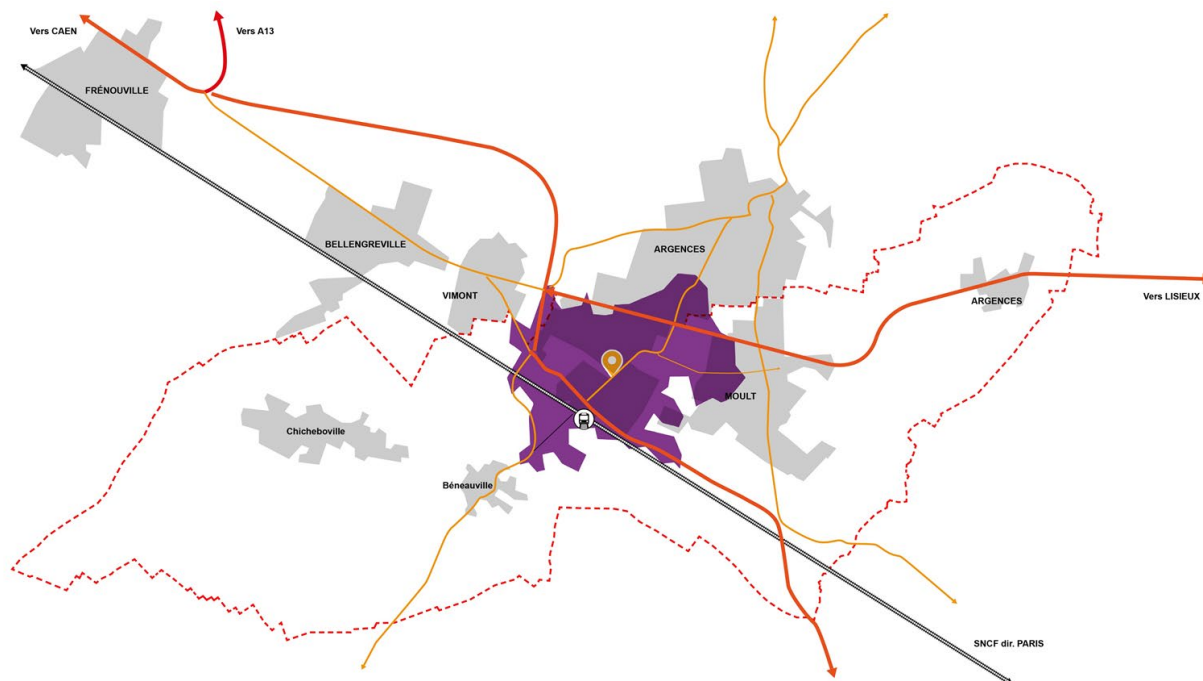 Vers CAEN
Vers A13
FRÉNOUVILLE
BELLENGREVILLE
ARGENCES
VIMONT
ARGENCES
Vers LISIEUX
MOULT
Chicheboville
Béneauville
SNCF dir. PARIS